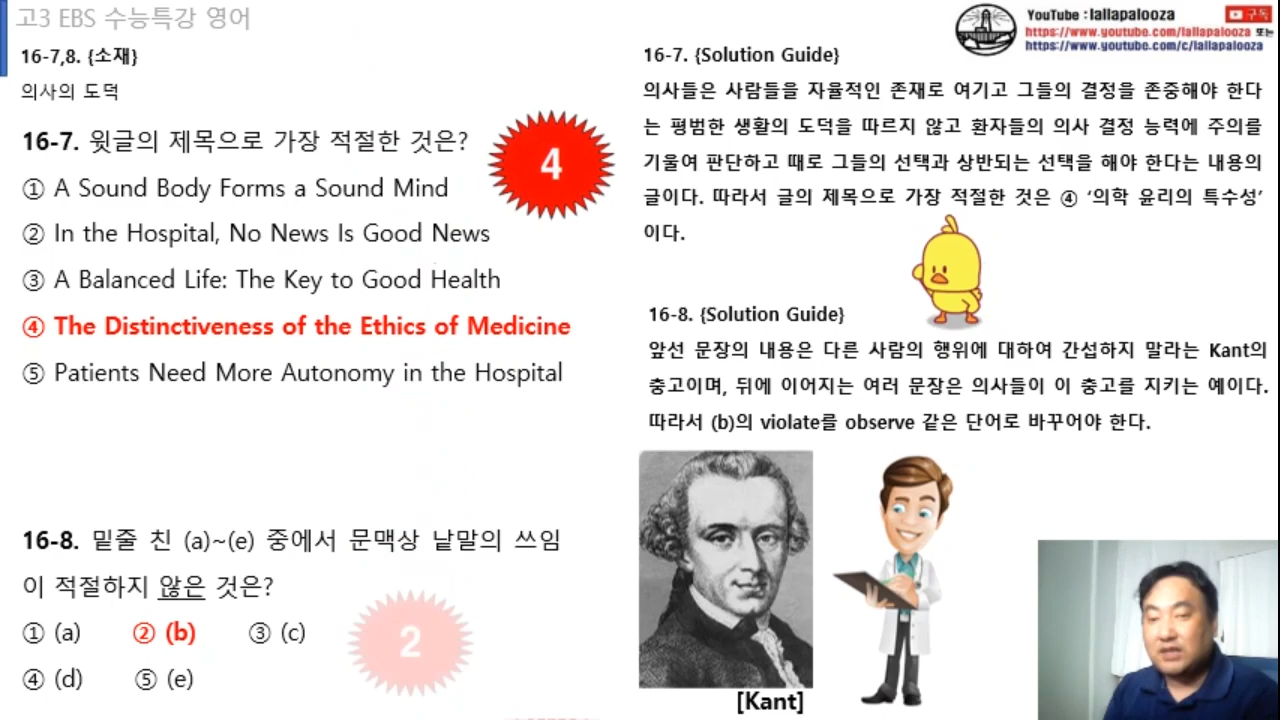 고3 EBS 수능특강 영어
16-7,8. {소재}
의사의 도덕
16-7. 윗글의 제목으로 가장 적절한 것은?
① A Sound Body Forms a Sound Mind
② In the Hospital, No News Is Good News
③ A Balanced Life: The Key to Good Health
④ The Distinctiveness of the Ethics of Medicine
⑤ Patients Need More Autonomy in the Hospital
4
16-8. 밑줄 친 (a)~(e) 중에서 문맥상 낱말의 쓰임
이 적절하지 않은 것은?
① (a) ② (b) ③ (c)
④ (d) ⑤ (e)
2
YouTube : lallapalooza
구독
https://www.youtube.com/lallapalooza 또는
https://www.youtube.com/c/lallapalooza
16-7. {Solution Guide}
의사들은 사람들을 자율적인 존재로 여기고 그들의 결정을 존중해야 한다
는 평범한 생활의 도덕을 따르지 않고 환자들의 의사 결정 능력에 주의를
기울여 판단하고 때로 그들의 선택과 상반되는 선택을 해야 한다는 내용의
글이다. 따라서 글의 제목으로 가장 적절한 것은 ④ ‘의학 윤리의 특수성’
이다.
16-8. {Solution Guide}
앞선 문장의 내용은 다른 사람의 행위에 대하여 간섭하지 말라는 Kant의
충고이며, 뒤에 이어지는 여러 문장은 의사들이 이 충고를 지키는 예이다.
따라서 (b)의 violate를 observe 같은 단어로 바꾸어야 한다.
[Kant]